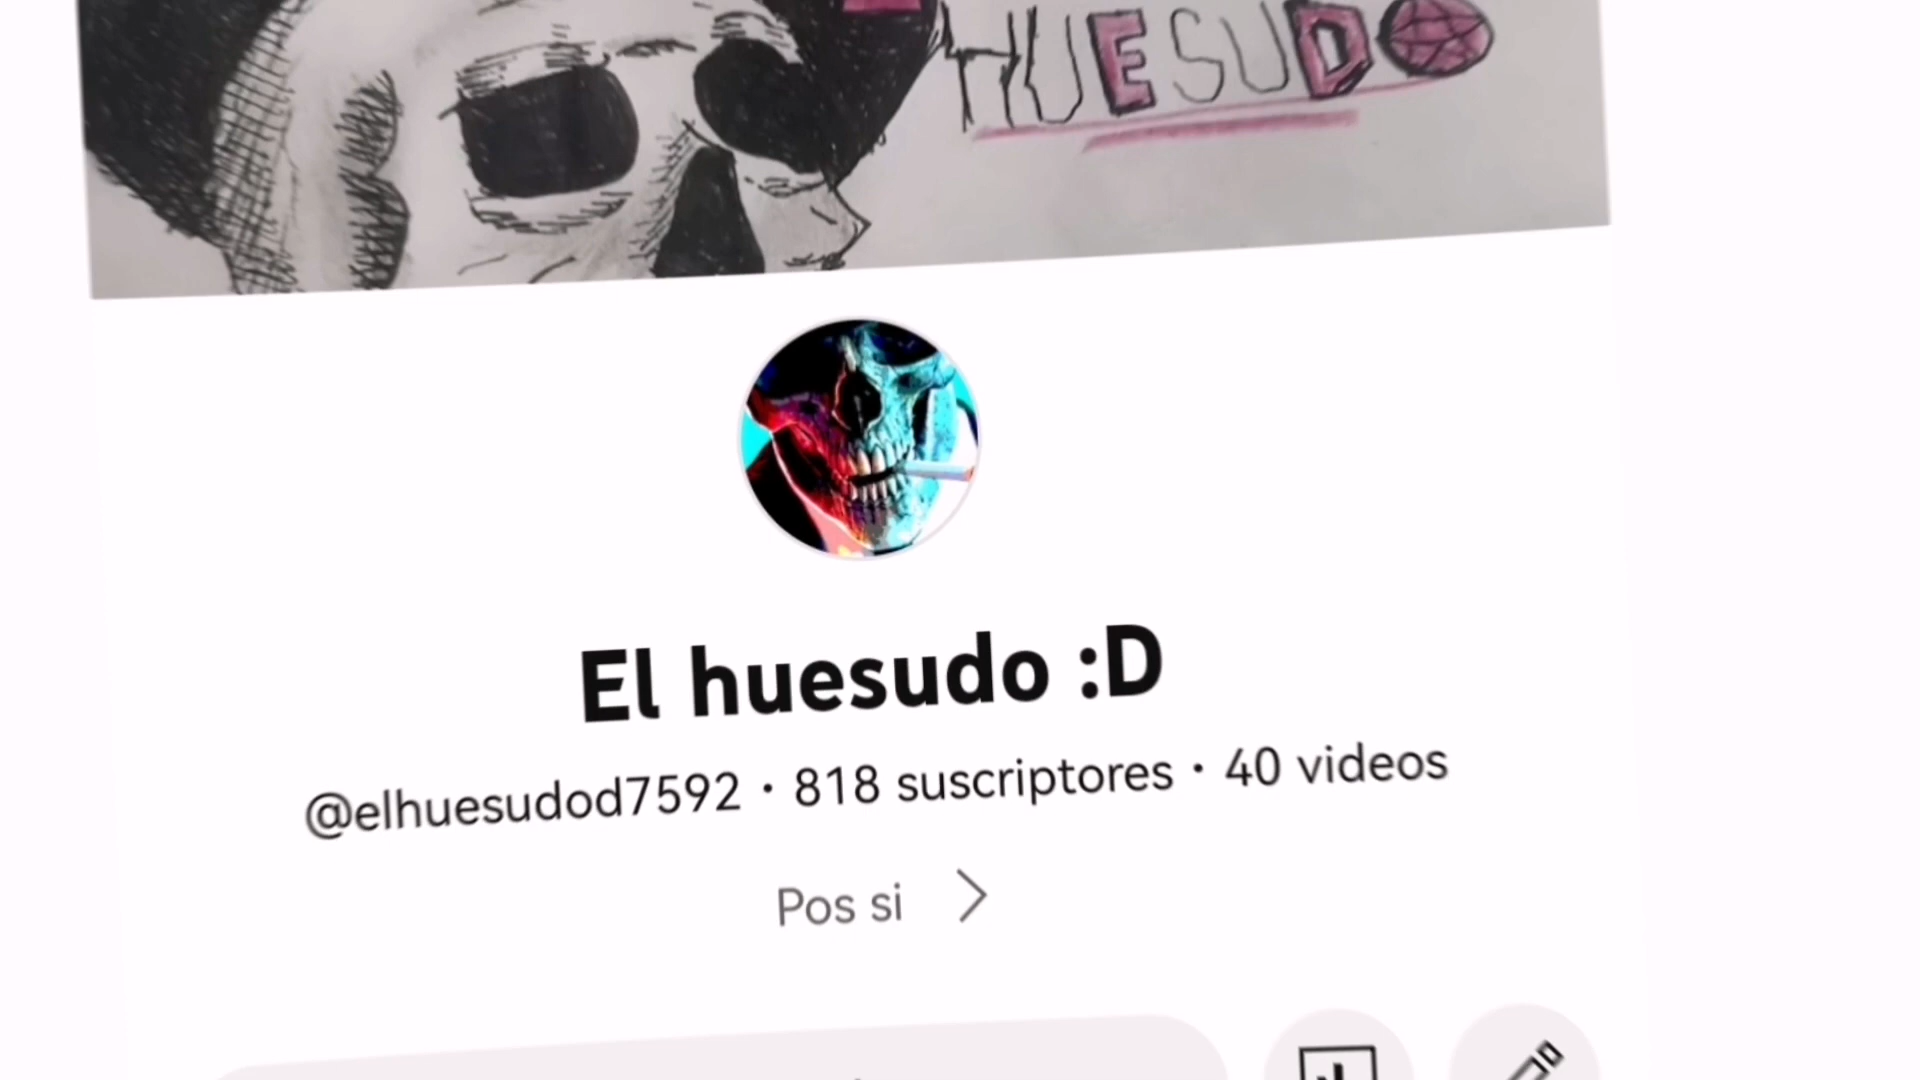 HUESUDO
El huesudo :D
@elhuesudod7592 · 818 suscriptores · 40 videos
Pos si